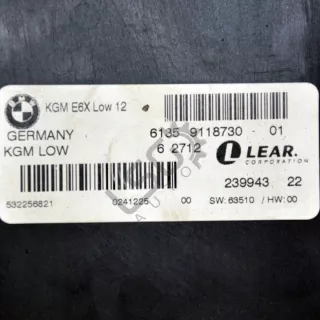 BMW
KGM E6X Low 12
GERMANY 6135 9118730 01
KGM LOW 6 2712 LEAR.
CORPORATION
239943 22
532256821 0241225 00 SW: 63510 / HW: 00